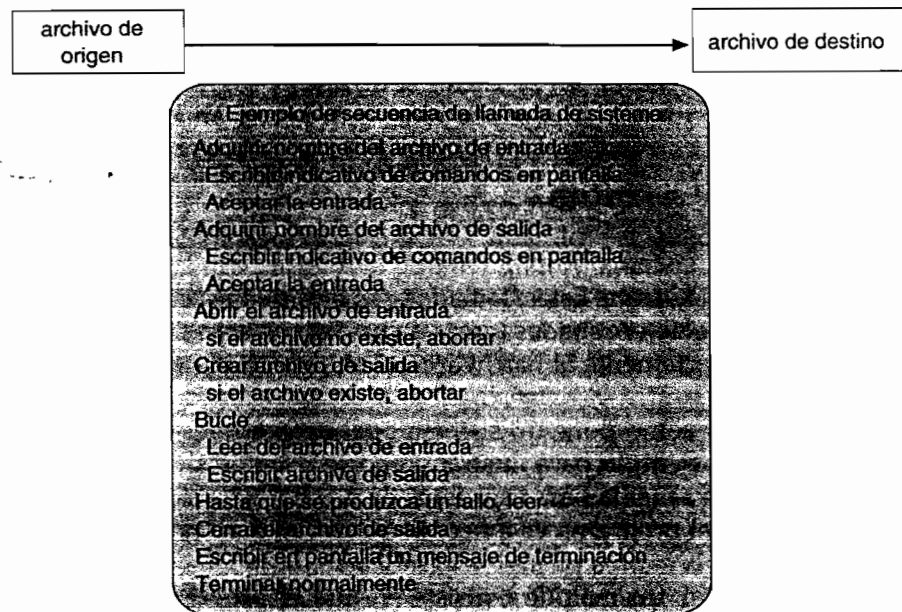 archivo de
origen
archivo de destino
Ejemplo de secuencia de llamada de sistema
Adquirir nombre del archivo de entrada
Escribir indicativo de comandos en pantalla
Aceptar la entrada
Adquirir nombre del archivo de salida
Escribir indicativo de comandos en pantalla
Aceptar la entrada
Abrir el archivo de entrada
si el archivo no existe, abortar
Crear archivo de salida
si el archivo existe, abortar
Bucle
Leer del archivo de entrada
Escribir archivo de salida
Hasta que se produzca un fallo, leer
Cerrar el archivo de salida
Escribir en pantalla un mensaje de terminación
Terminar normalmente